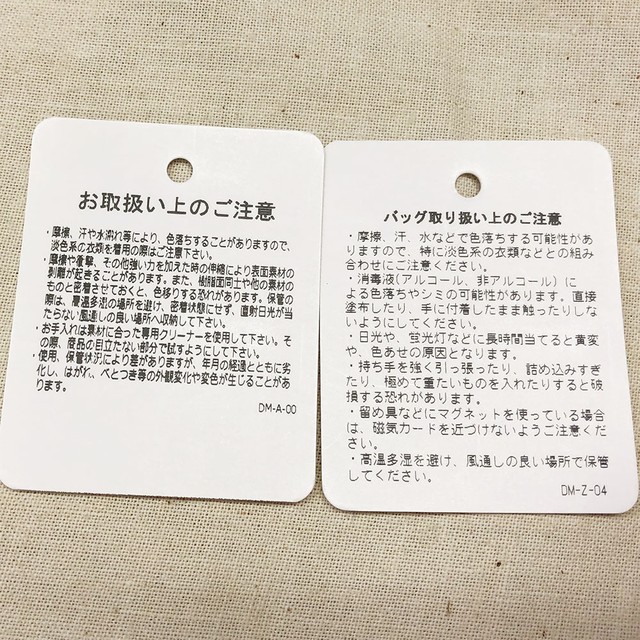 お取扱い上のご注意
・摩擦、汗や水濡れ等により、色落ちすることがありますので、
淡色系の衣類を着用の際はご注意下さい。
・摩擦や衝撃、その他強い力を加えた時の伸縮により表面素材の
剥離が起きることがあります。また、樹脂面同士や他の素材の
ものと密着させておくと、色移りする恐れがあります。保管の
際は、高温多湿の場所を避け、密着状態にせず、直射日光が当
たらない風通しの良い場所へ収納して下さい。
・お手入れは素材に合った専用クリーナーを使用して下さい。そ
の際、商品の目立たない部分で試すようにして下さい。
・使用、保管状況により差がありますが、年月の経過とともに劣
化し、はがれ、べとつき等の外観変化や変色が生じることがあ
ります。
DM-A-00
バッグ取り扱い上のご注意
・摩擦、汗、水などで色落ちする可能性があ
りますので、特に淡色系の衣類などとの組み
合わせにご注意ください。
・消毒液(アルコール、非アルコール)に
よる色落ちやシミの可能性があります。直接
塗布したり、手に付着したまま触ったりしな
いようにしてください。
・日光や、蛍光灯などに長時間当てると黄変
や、色あせの原因となります。
・持ち手を強く引っ張ったり、詰め込みすぎ
たり、極めて重たいものを入れたりすると破
損する恐れがあります。
・留め具などにマグネットを使っている場合
は、磁気カードを近づけないようご注意くだ
さい。
・高温多湿を避け、風通しの良い場所で保管
してください。
DM-Z-04